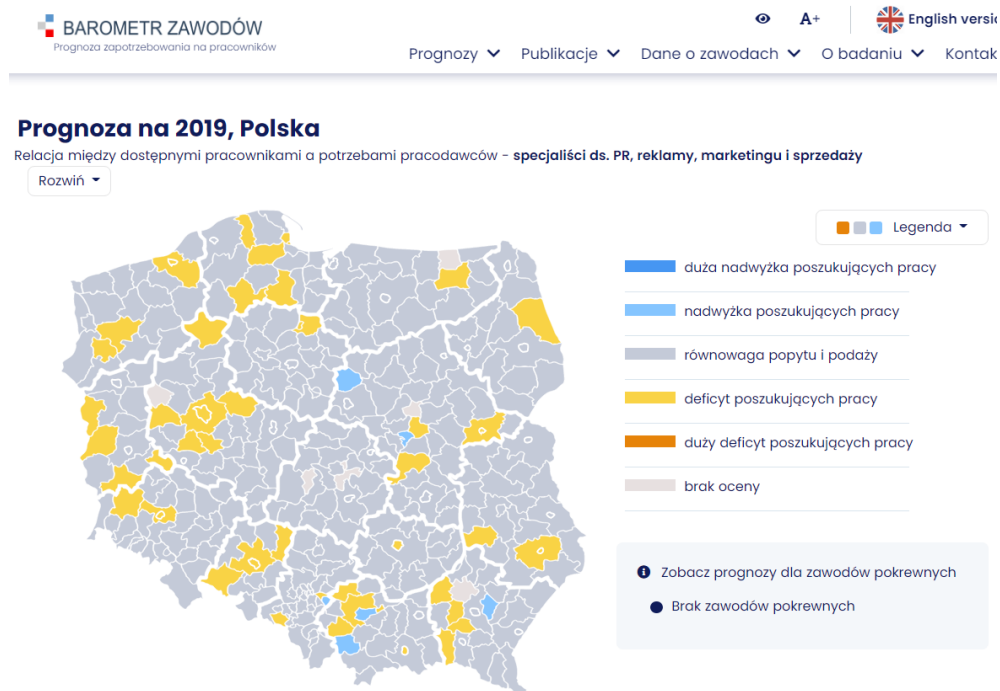 BAROMETR ZAWODÓW
Prognoza zapotrzebowania na pracowników
A+
English versio
Prognozy
Publikacje
Dane o zawodach
O badaniu
Kontak
Prognoza na 2019, Polska
Relacja między dostępnymi pracownikami a potrzebami pracodawców - specjaliści ds. PR, reklamy, marketingu i sprzedaży
Rozwiń
Legenda
duża nadwyżka poszukujących pracy
nadwyżka poszukujących pracy
równowaga popytu i podaży
deficyt poszukujących pracy
duży deficyt poszukujących pracy
brak oceny
Zobacz prognozy dla zawodów pokrewnych
Brak zawodów pokrewnych